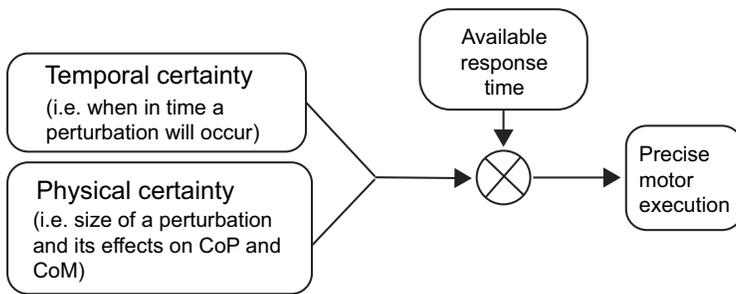 Temporal certainty
(i.e. when in time a
perturbation will occur)
Physical certainty
(i.e. size of a perturbation
and its effects on CoP and
CoM)
Available
response
time
Precise
motor
execution